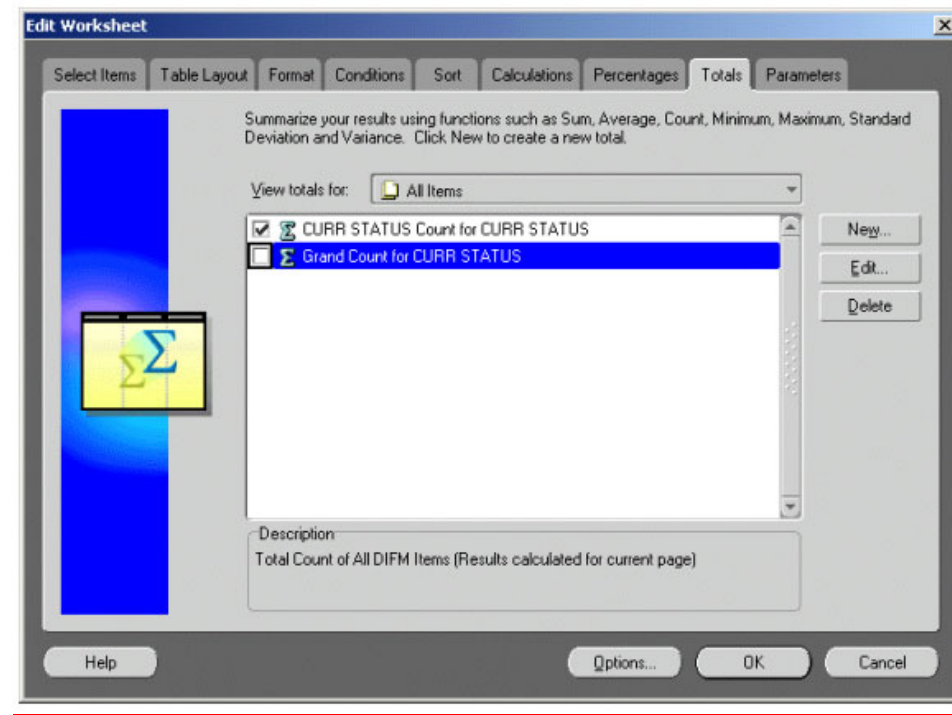 Edit Worksheet
Select Items Table Layout Format Conditions Sort Calculations Percentages Totals Parameters
Summarize your results using functions such as Sum, Average, Count, Minimum, Maximum, Standard
Deviation and Variance. Click New to create a new total.
View totals for: All Items
CURR STATUS Count for CURR STATUS
Grand Count for CURR STATUS
New...
Edit...
Delete
Description
Total Count of All DIFM Items (Results calculated for current page)
Help Options... OK Cancel